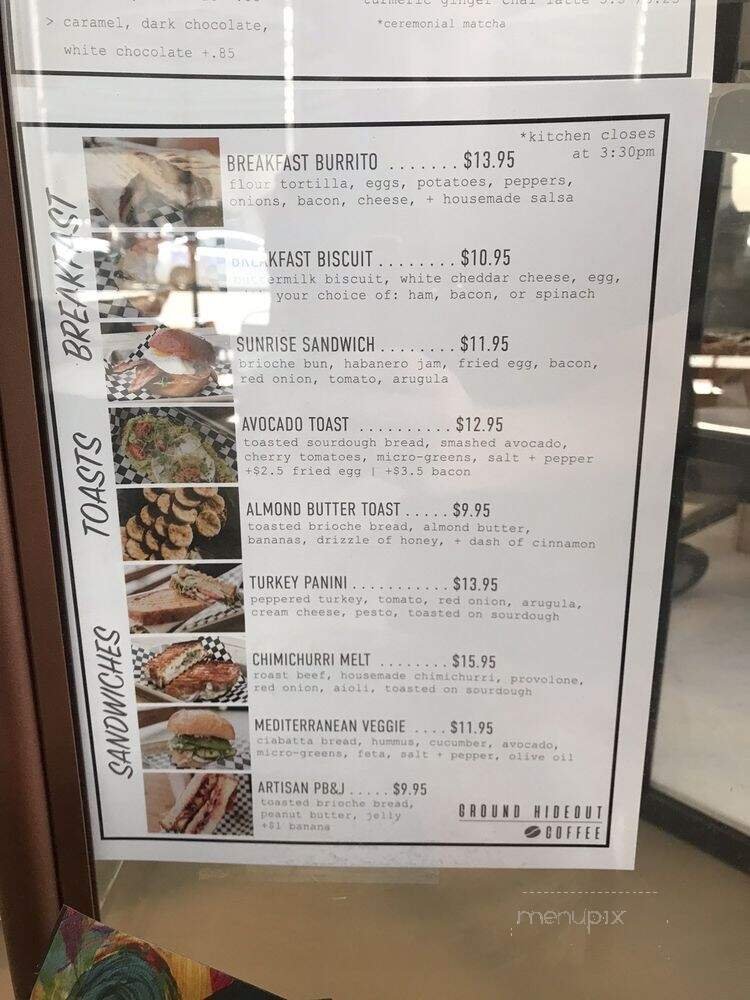 > caramel, dark chocolate,
white chocolate +.85
*ceremonial matcha
*kitchen closes
at 3:30pm
BREAKFAST
BREAKFAST BURRITO ....... $13.95
flour tortilla, eggs, potatoes, peppers,
onions, bacon, cheese, + housemade salsa
BREAKFAST BISCUIT ........ $10.95
buttermilk biscuit, white cheddar cheese, egg,
your choice of: ham, bacon, or spinach
SUNRISE SANDWICH ........ $11.95
brioche bun, habanero jam, fried egg, bacon,
red onion, tomato, arugula
TOASTS
AVOCADO TOAST .......... $12.95
toasted sourdough bread, smashed avocado,
cherry tomatoes, micro-greens, salt + pepper
+$2.5 fried egg | +$3.5 bacon
ALMOND BUTTER TOAST ..... $9.95
toasted brioche bread, almond butter,
bananas, drizzle of honey, + dash of cinnamon
SANDWICHES
TURKEY PANINI ........... $13.95
peppered turkey, tomato, red onion, arugula,
cream cheese, pesto, toasted on sourdough
CHIMICHURRI MELT ........ $15.95
roast beef, housemade chimichurri, provolone,
red onion, aioli, toasted on sourdough
MEDITERRANEAN VEGGIE .... $11.95
ciabatta bread, hummus, cucumber, avocado,
micro-greens, feta, salt + pepper, olive oil
ARTISAN PB&J ..... $9.95
toasted brioche bread,
peanut butter, jelly
+$1 banana
GROUND HIDEOUT
COFFEE
menupix